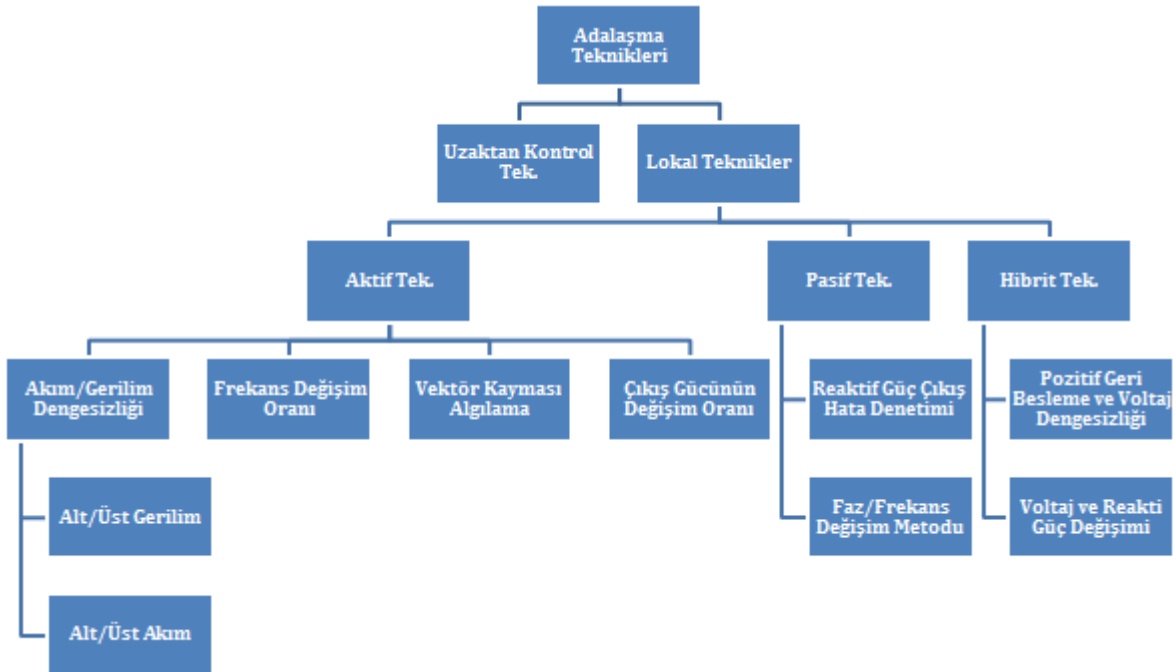 Adalaşma
Teknikleri
Uzaktan Kontrol
Tek.
Lokal Teknikler
Aktif Tek.
Pasif Tek.
Hibrit Tek.
Akım/Gerilim
Dengesizliği
Frekans Değişim
Oranı
Vektör Kayması
Algılama
Çıkış Gücünün
Değişim Oranı
Reaktif Güç Çıkış
Hata Denetimi
Pozitif Geri
Besleme ve Voltaj
Dengesizliği
Alt/Üst Gerilim
Faz/Frekans
Değişim Metodu
Voltaj ve Reakti
Güç Değişimi
Alt/Üst Akım